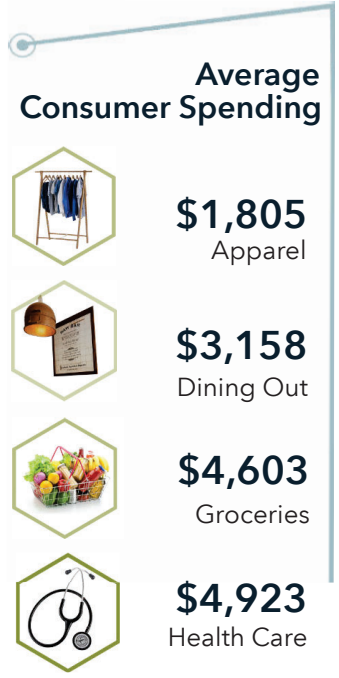 Average
Consumer Spending
$1,805
Apparel
$3,158
Dining Out
$4,603
Groceries
$4,923
Health Care